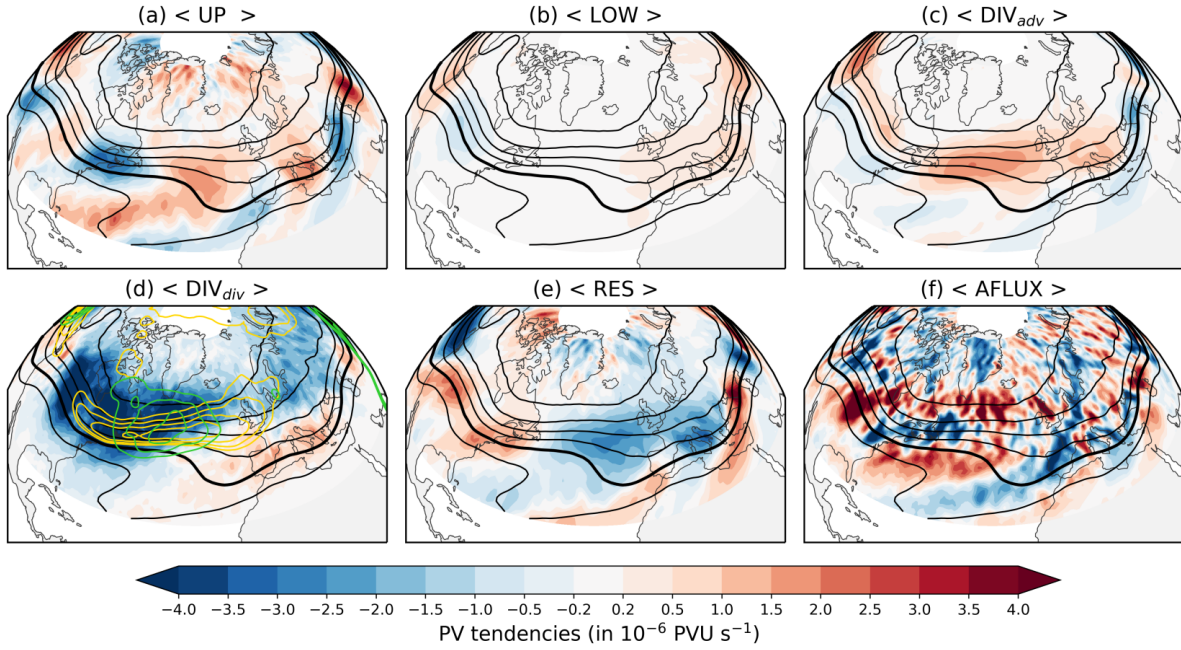 (a) < UP >
(b) < LOW >
(c) < DIV_adv >
(d) < DIV_div >
(e) < RES >
(f) < AFLUX >
−4.0 −3.5 −3.0 −2.5 −2.0 −1.5 −1.0 −0.5 −0.2 0.2 0.5 1.0 1.5 2.0 2.5 3.0 3.5 4.0
PV tendencies (in 10⁻⁶ PVU s⁻¹)